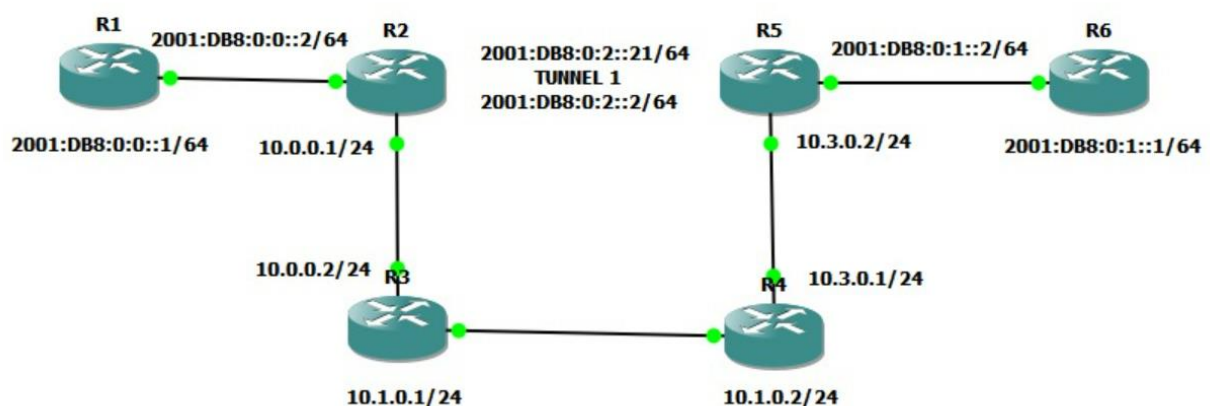 R1
2001:DB8:0:0::2/64
R2
2001:DB8:0:2::21/64
TUNNEL 1
2001:DB8:0:2::2/64
R5
2001:DB8:0:1::2/64
R6
2001:DB8:0:0::1/64
10.0.0.1/24
10.3.0.2/24
2001:DB8:0:1::1/64
10.0.0.2/24
R3
R4
10.3.0.1/24
10.1.0.1/24
10.1.0.2/24